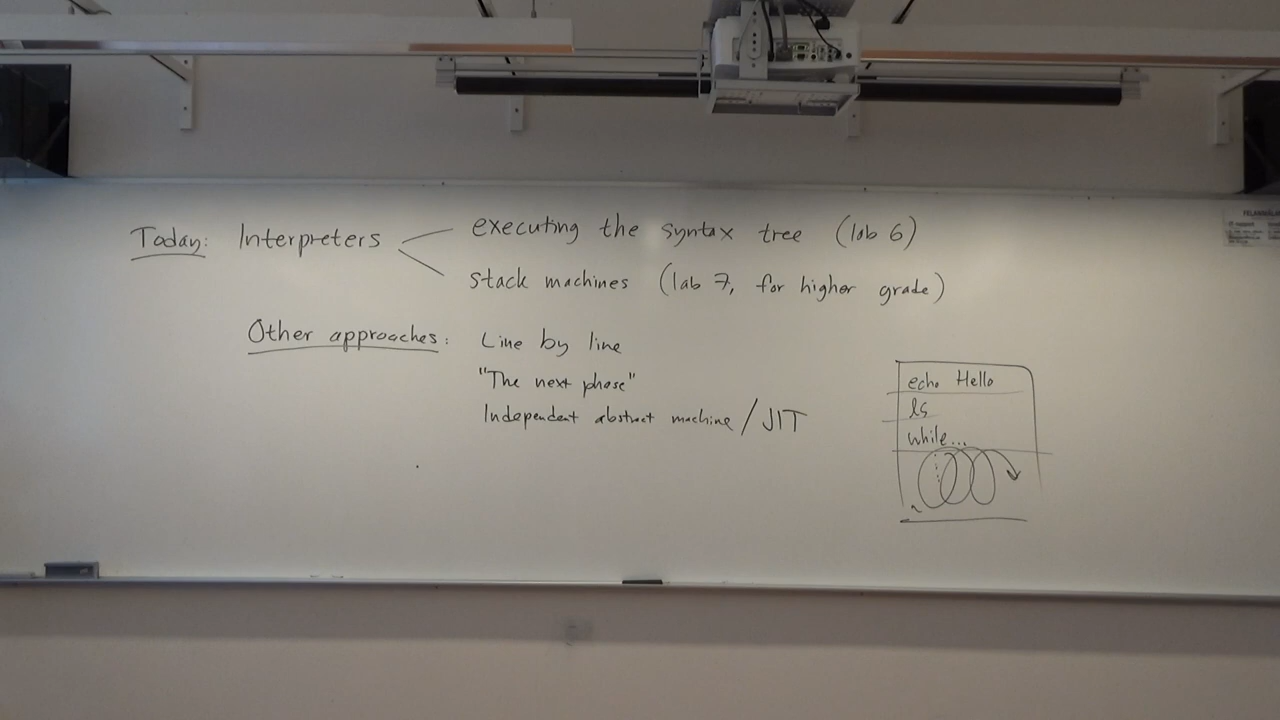 Today: Interpreters
executing the syntax tree (lab 6)
stack machines (lab 7, for higher grade)
Other approaches:
Line by line
"The next phase"
Independent abstract machine / JIT
echo Hello
ls
while...
FELANMÄLAN